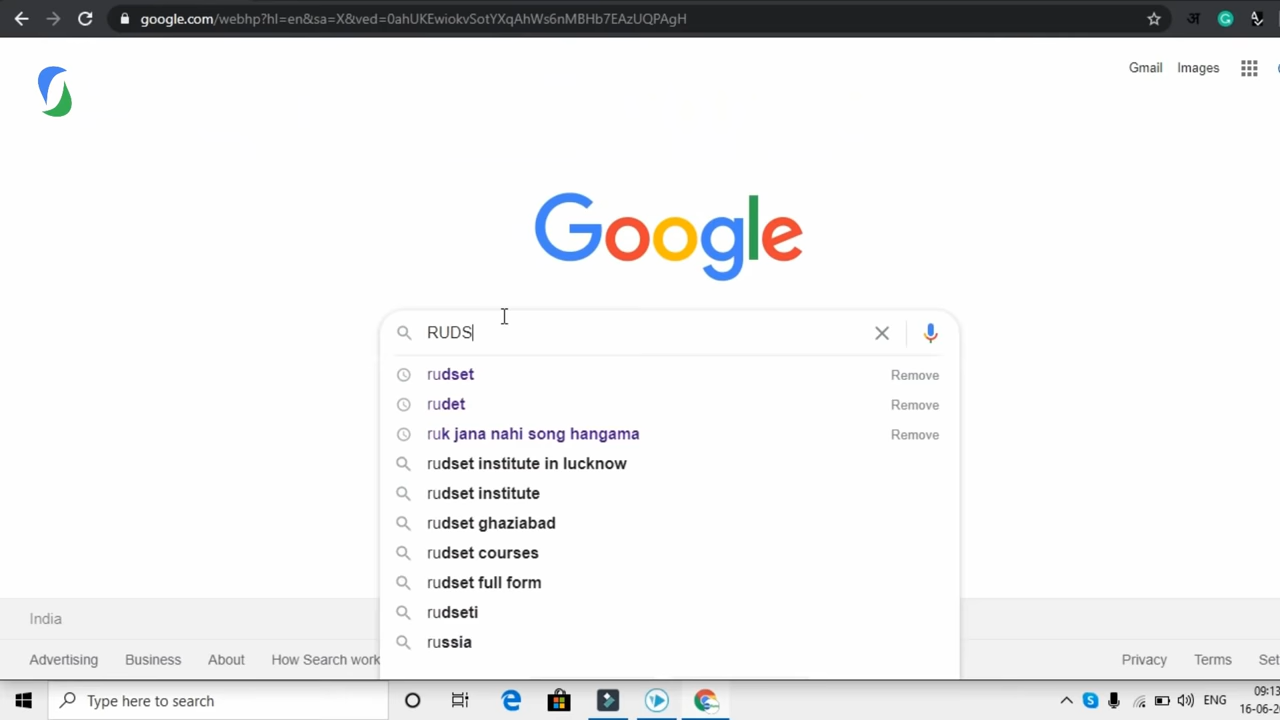 google.com/webhp?hl=en&sa=X&ved=0ahUKEwiokvSotYXqAhWs6nMBHb7EAzUQPAgH
अ
Gmail Images
Google
RUDS
rudset Remove
rudet Remove
ruk jana nahi song hangama Remove
rudset institute in lucknow
rudset institute
rudset ghaziabad
rudset courses
rudset full form
rudseti
russia
India
Advertising Business About How Search work Privacy Terms Set
Type here to search ENG 09:13
16-06-2